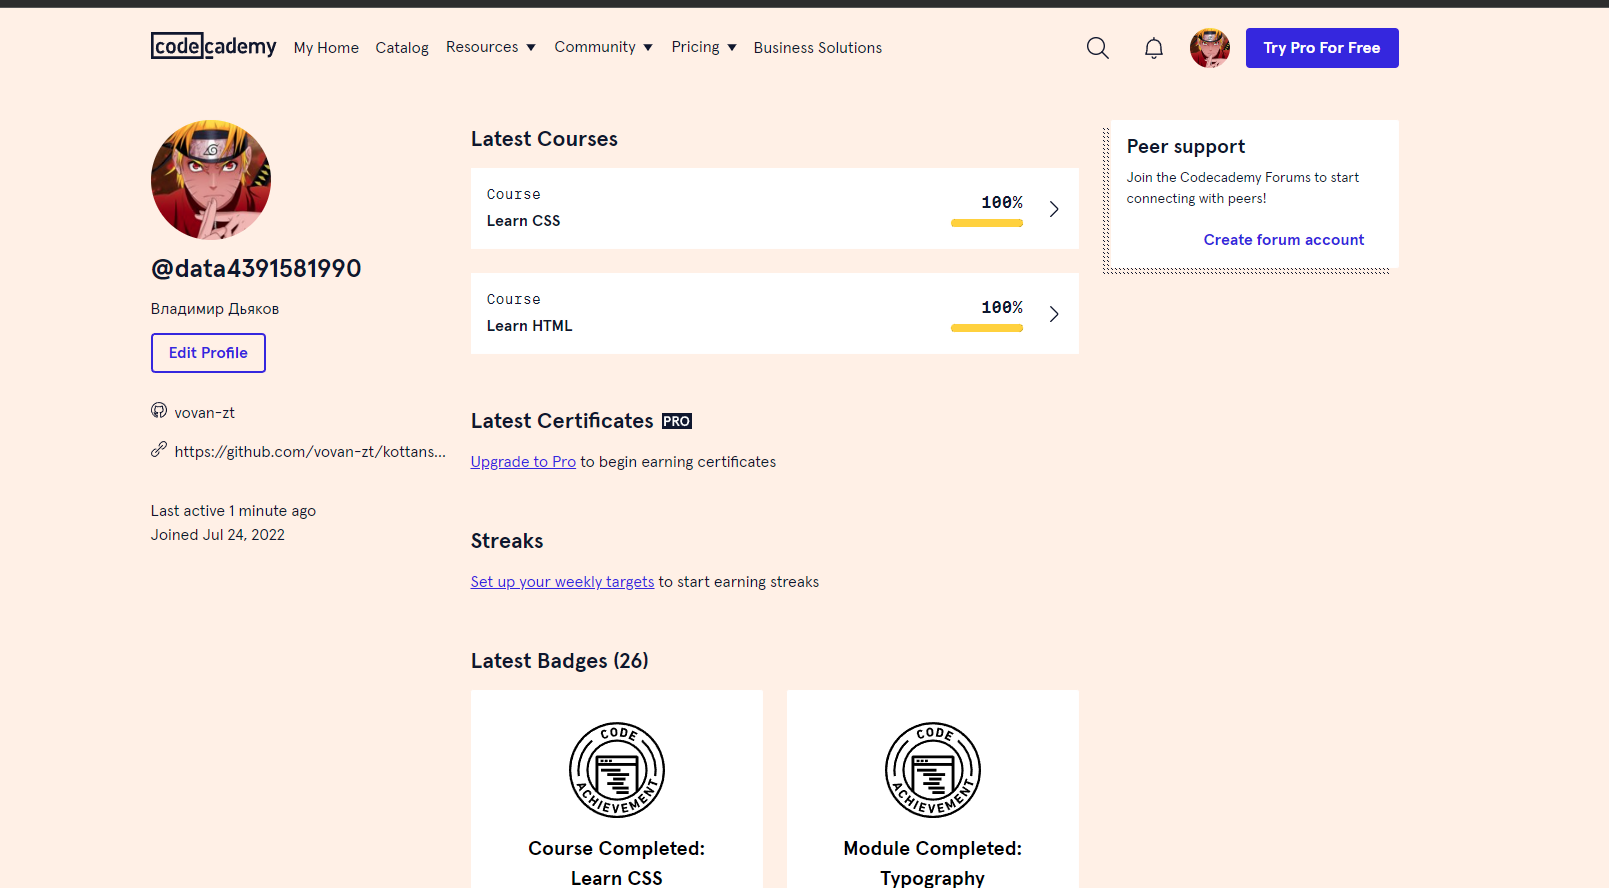 codecademy My Home Catalog Resources Community Pricing Business Solutions Try Pro For Free
@data4391581990
Владимир Дьяков
Edit Profile
vovan-zt
https://github.com/vovan-zt/kottans...
Last active 1 minute ago
Joined Jul 24, 2022
Latest Courses
Course
Learn CSS
100%
Course
Learn HTML
100%
Latest Certificates PRO
Upgrade to Pro to begin earning certificates
Streaks
Set up your weekly targets to start earning streaks
Latest Badges (26)
CODE
ACHIEVEMENT
Course Completed:
Learn CSS
CODE
ACHIEVEMENT
Module Completed:
Typography
Peer support
Join the Codecademy Forums to start
connecting with peers!
Create forum account